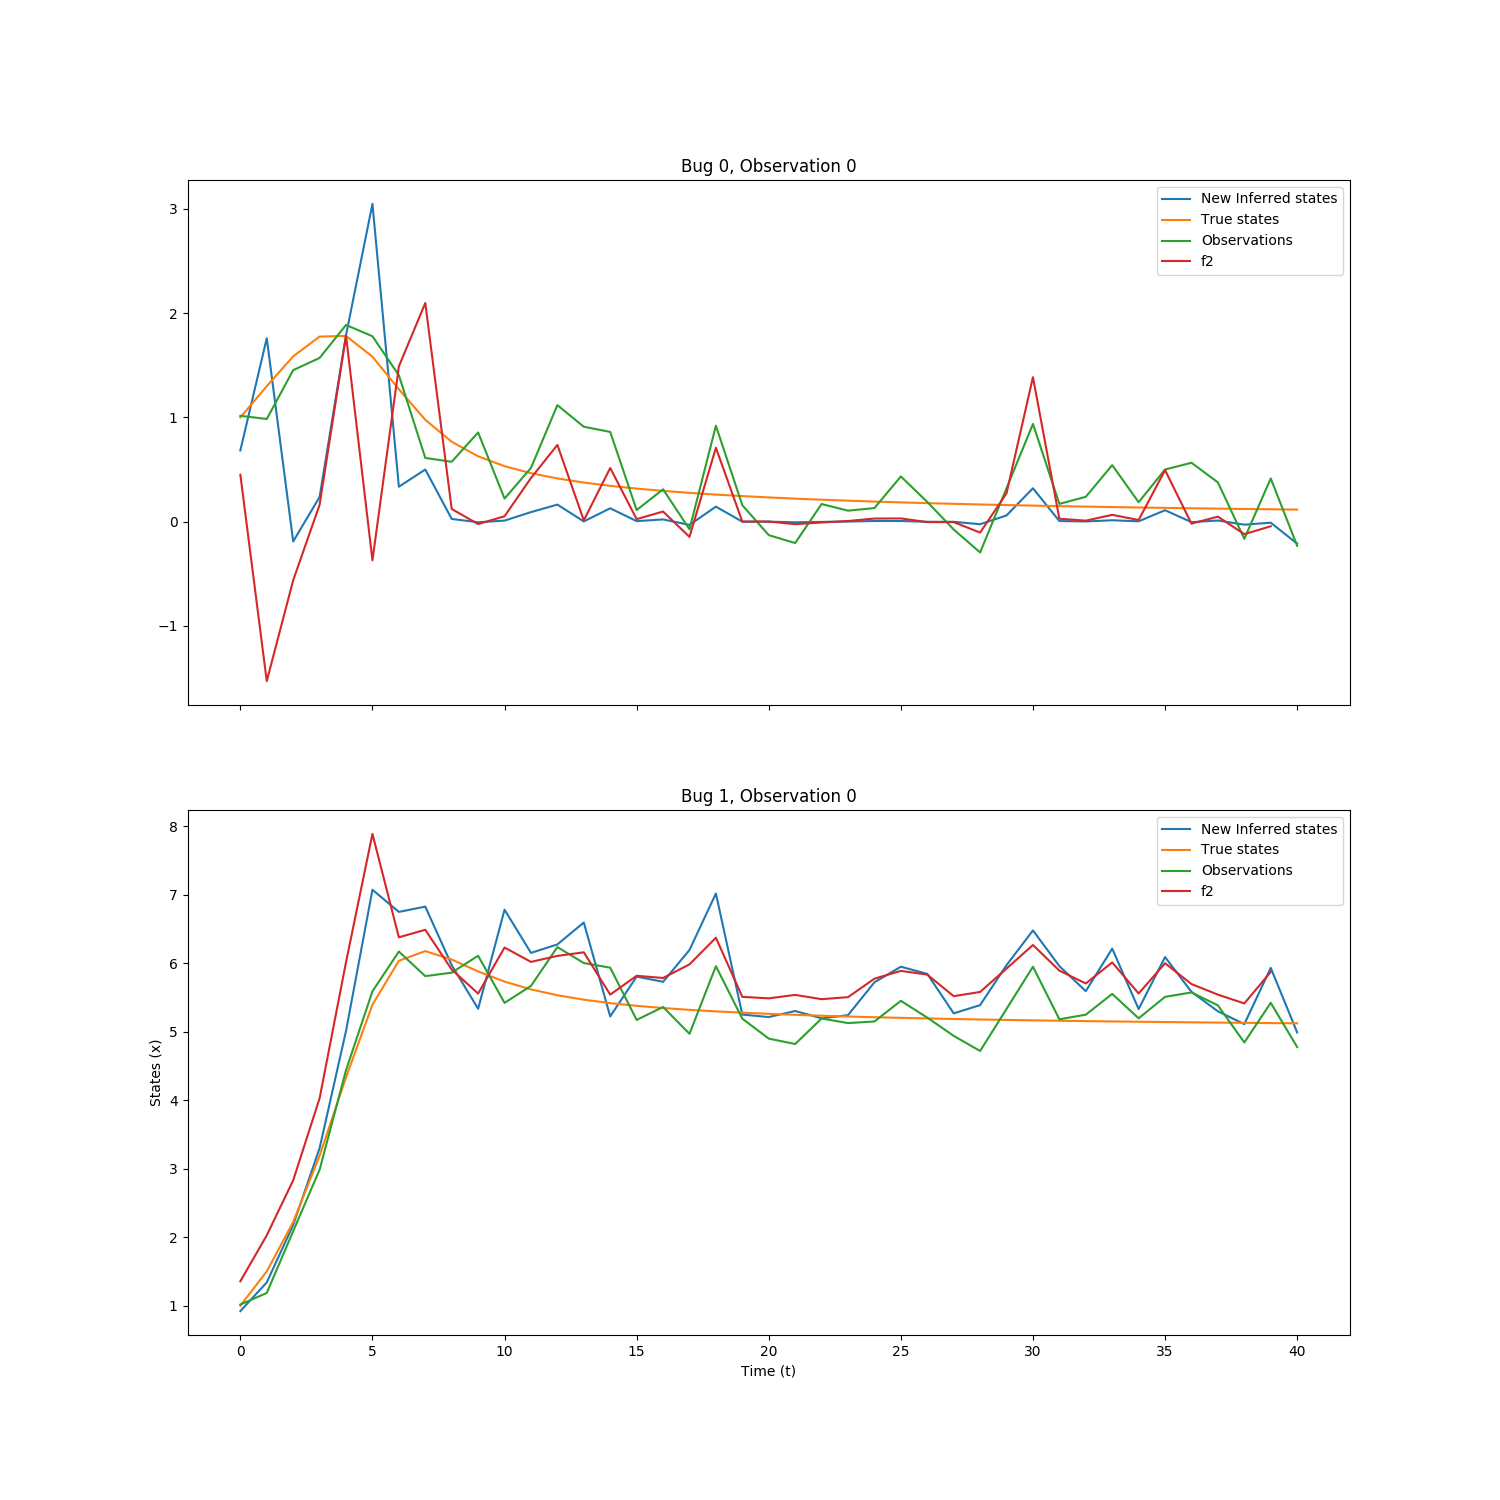 Bug 0, Observation 0
New Inferred states
True states
Observations
f2
3
2
1
0
−1
Bug 1, Observation 0
New Inferred states
True states
Observations
f2
8
7
6
5
4
3
2
1
States (x)
0 5 10 15 20 25 30 35 40
Time (t)